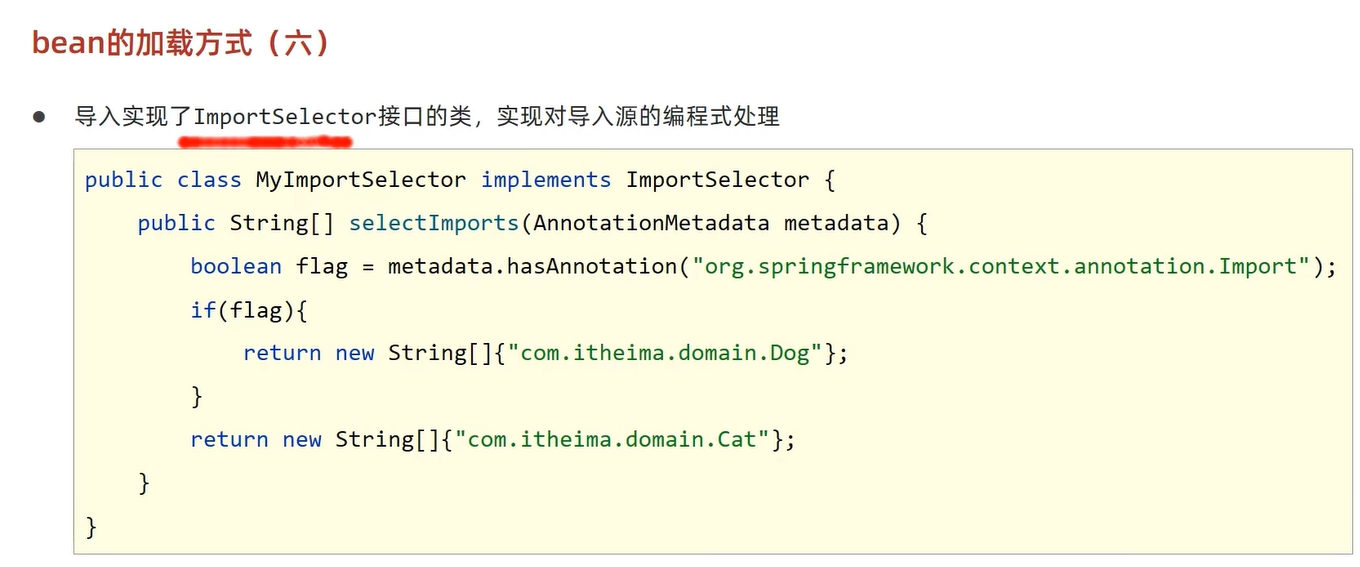 bean的加载方式（六）
● 导入实现了ImportSelector接口的类，实现对导入源的编程式处理
public class MyImportSelector implements ImportSelector {
    public String[] selectImports(AnnotationMetadata metadata) {
        boolean flag = metadata.hasAnnotation("org.springframework.context.annotation.Import");
        if(flag){
            return new String[]{"com.itheima.domain.Dog"};
        }
        return new String[]{"com.itheima.domain.Cat"};
    }
}